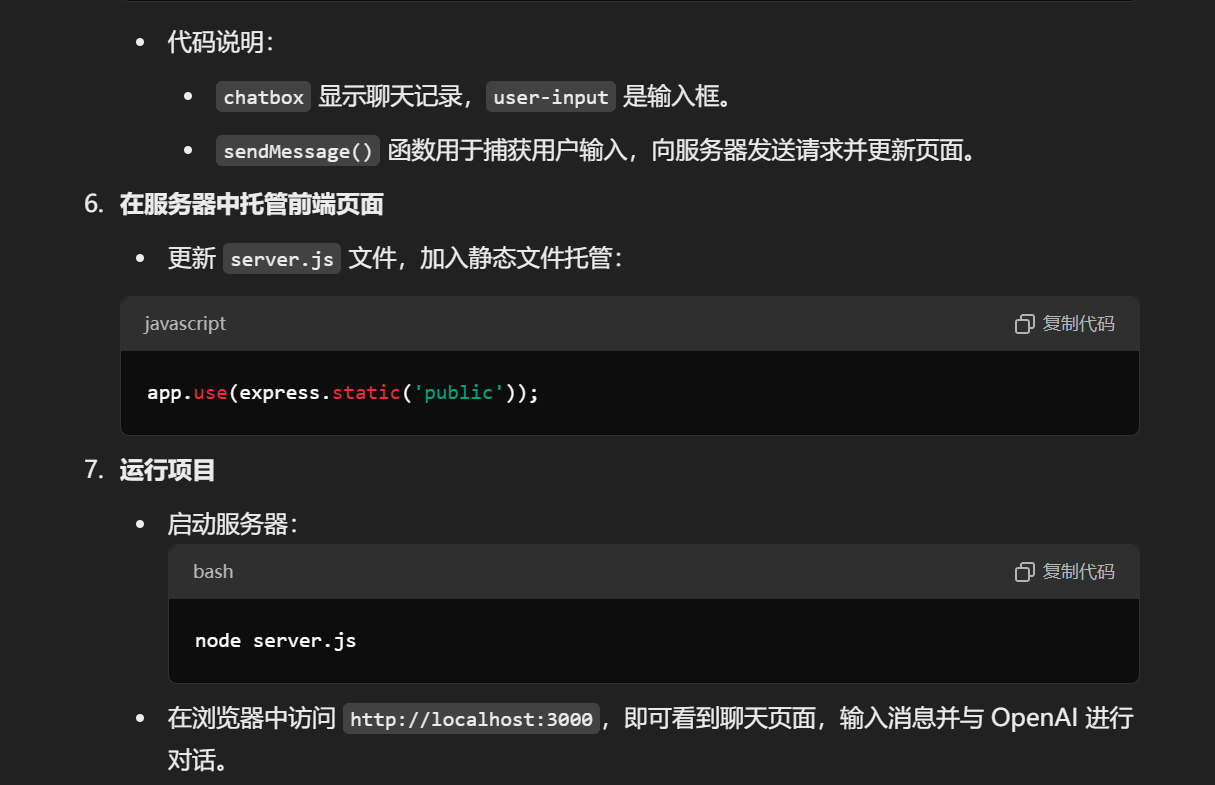 • 代码说明：
• chatbox 显示聊天记录，user-input 是输入框。
• sendMessage() 函数用于捕获用户输入，向服务器发送请求并更新页面。
6. 在服务器中托管前端页面
• 更新 server.js 文件，加入静态文件托管：
javascript 复制代码
app.use(express.static('public'));
7. 运行项目
• 启动服务器：
bash 复制代码
node server.js
• 在浏览器中访问 http://localhost:3000，即可看到聊天页面，输入消息并与 OpenAI 进行
对话。